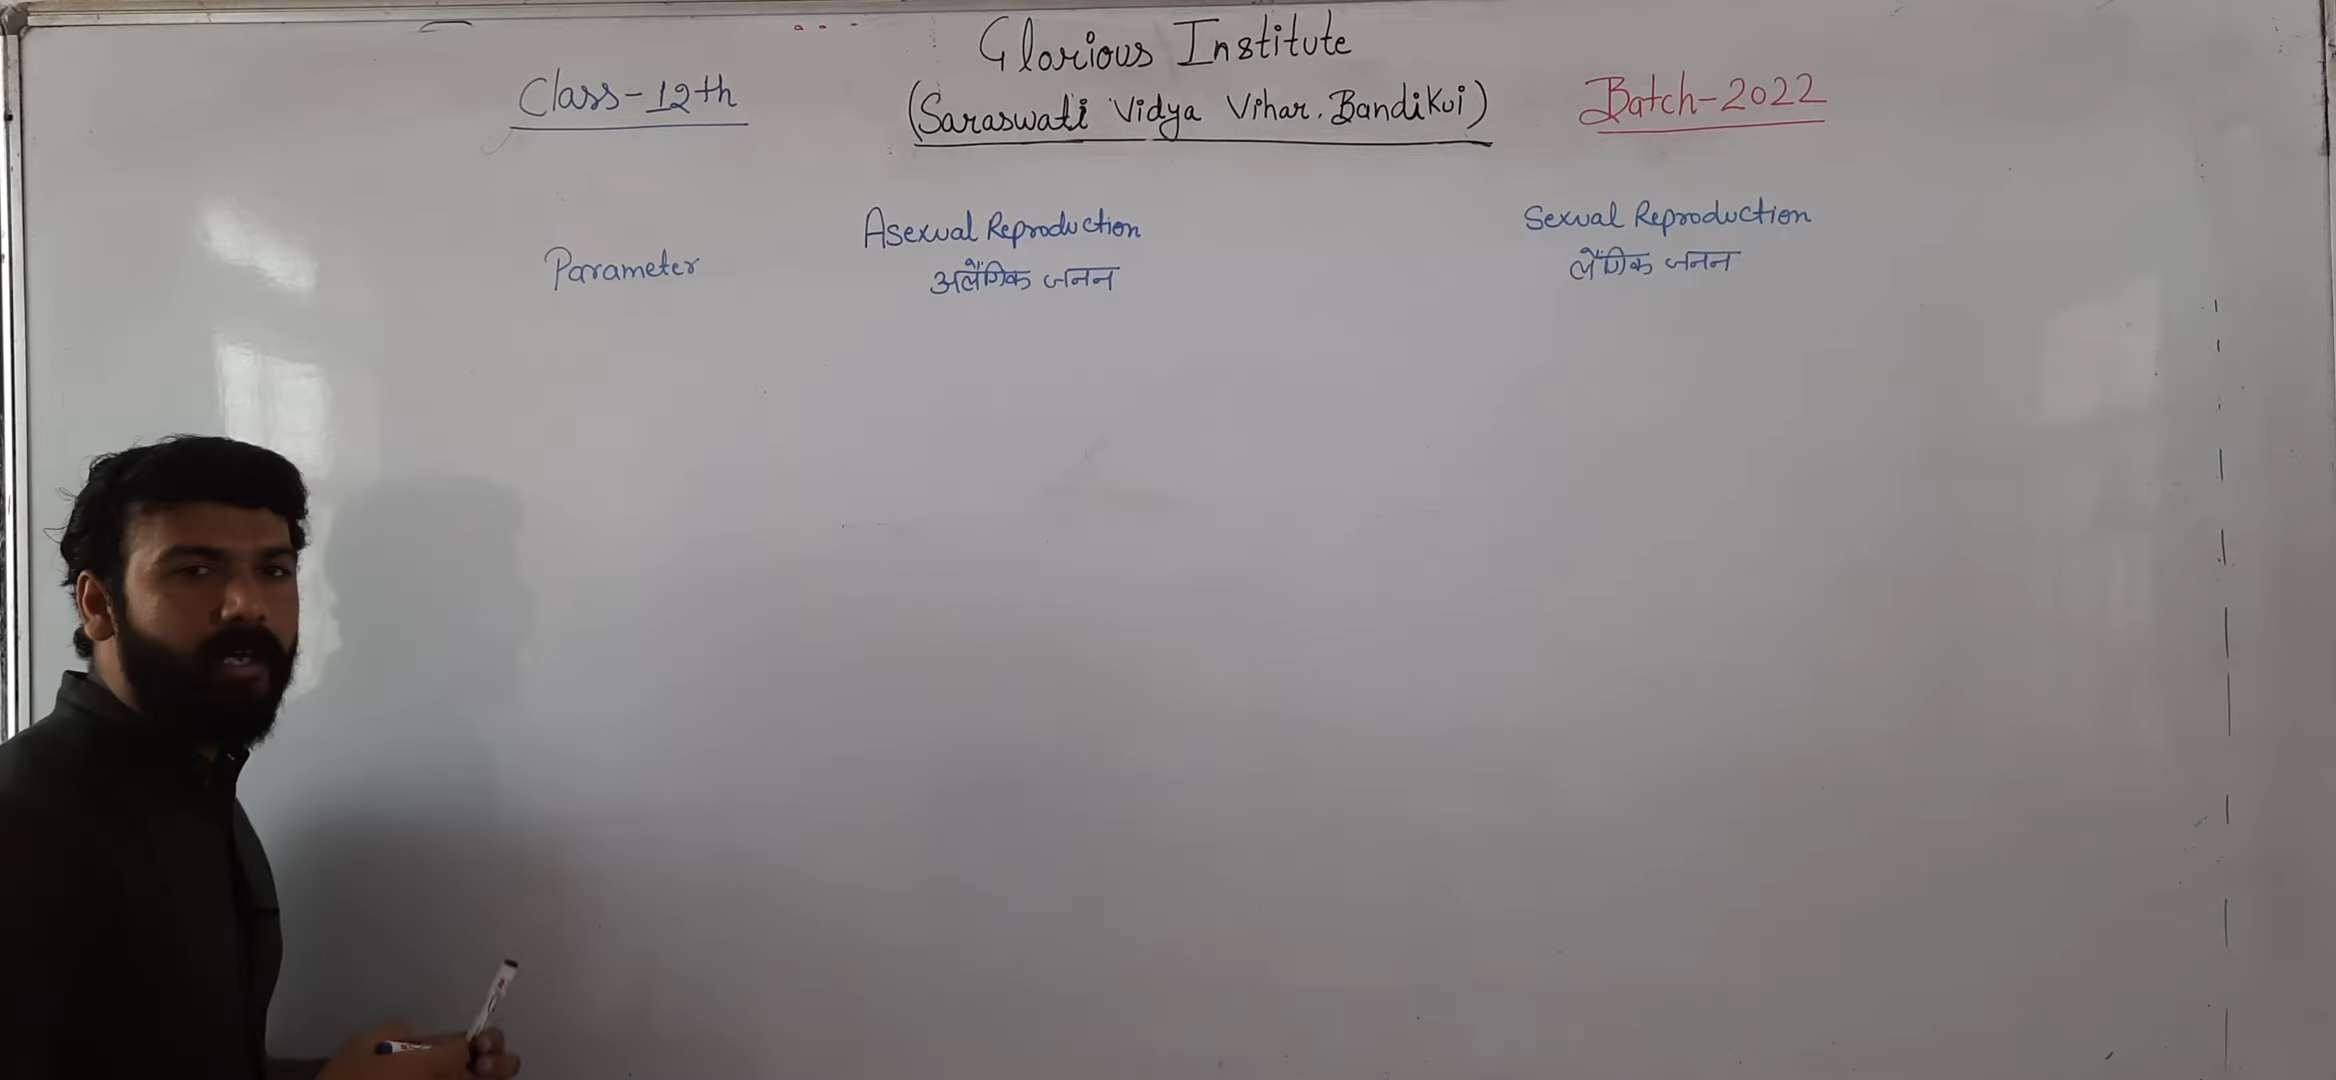 Glorious Institute
Class-12th
(Saraswati Vidya Vihar, Bandikui)
Batch-2022
Parameter
Asexual Reproduction
अलैंगिक जनन
Sexual Reproduction
लैंगिक जनन